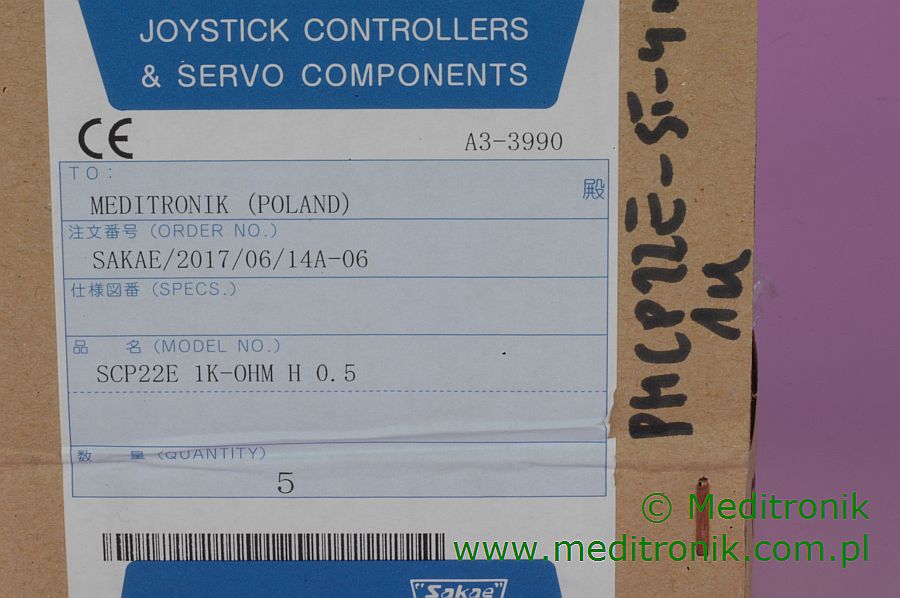 JOYSTICK CONTROLLERS
& SERVO COMPONENTS
CE
A3-3990
TO:
殿
MEDITRONIK (POLAND)
注文番号 (ORDER NO.)
SAKAE/2017/06/14A-06
仕様図番 (SPECS.)
品 名 (MODEL NO.)
SCP22E 1K-OHM H 0.5
数 量 (QUANTITY)
5
"Sakae"
1K
© Meditronik
www.meditronik.com.pl